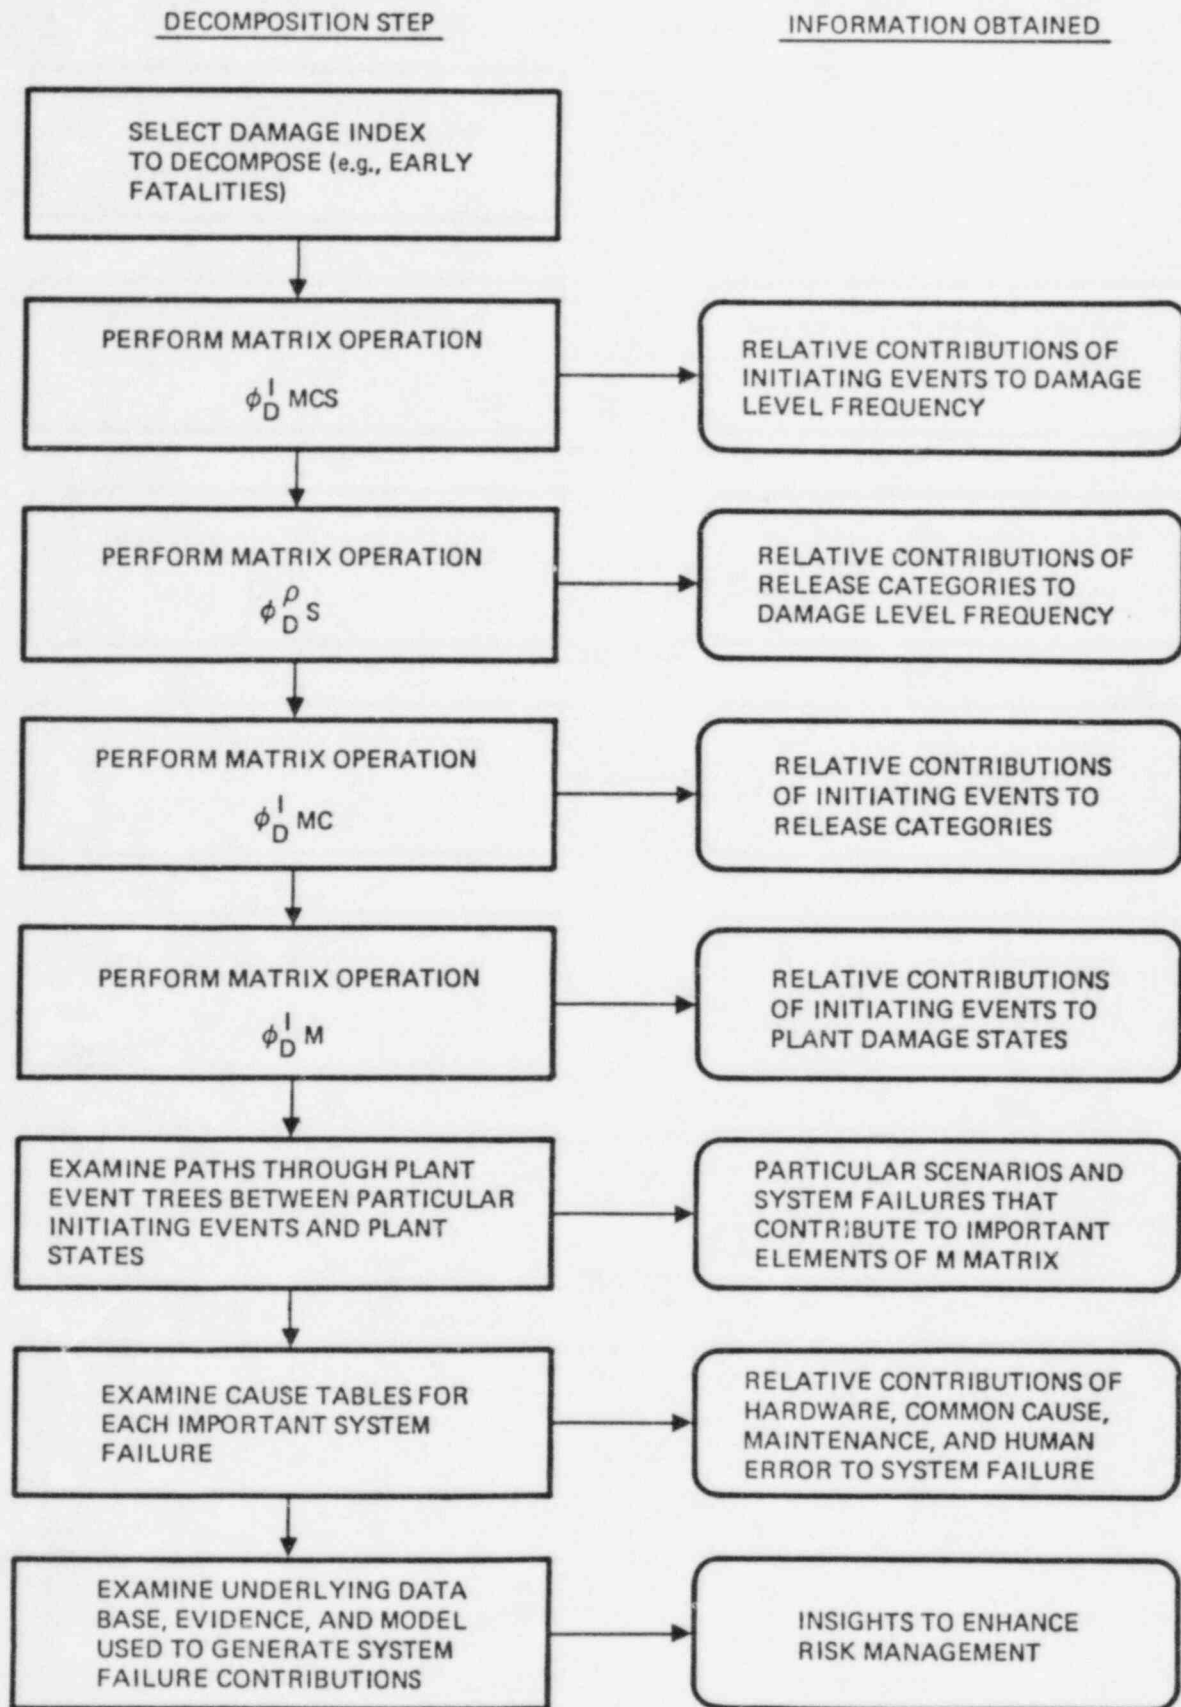 DECOMPOSITION STEP
INFORMATION OBTAINED
SELECT DAMAGE INDEX
TO DECOMPOSE (e.g., EARLY
FATALITIES)
PERFORM MATRIX OPERATION
ϕ_D^I MCS
RELATIVE CONTRIBUTIONS OF
INITIATING EVENTS TO DAMAGE
LEVEL FREQUENCY
PERFORM MATRIX OPERATION
ϕ_D^ρ S
RELATIVE CONTRIBUTIONS OF
RELEASE CATEGORIES TO
DAMAGE LEVEL FREQUENCY
PERFORM MATRIX OPERATION
ϕ_D^I MC
RELATIVE CONTRIBUTIONS
OF INITIATING EVENTS TO
RELEASE CATEGORIES
PERFORM MATRIX OPERATION
ϕ_D^I M
RELATIVE CONTRIBUTIONS
OF INITIATING EVENTS TO
PLANT DAMAGE STATES
EXAMINE PATHS THROUGH PLANT
EVENT TREES BETWEEN PARTICULAR
INITIATING EVENTS AND PLANT
STATES
PARTICULAR SCENARIOS AND
SYSTEM FAILURES THAT
CONTRIBUTE TO IMPORTANT
ELEMENTS OF M MATRIX
EXAMINE CAUSE TABLES FOR
EACH IMPORTANT SYSTEM
FAILURE
RELATIVE CONTRIBUTIONS OF
HARDWARE, COMMON CAUSE,
MAINTENANCE, AND HUMAN
ERROR TO SYSTEM FAILURE
EXAMINE UNDERLYING DATA
BASE, EVIDENCE, AND MODEL
USED TO GENERATE SYSTEM
FAILURE CONTRIBUTIONS
INSIGHTS TO ENHANCE
RISK MANAGEMENT